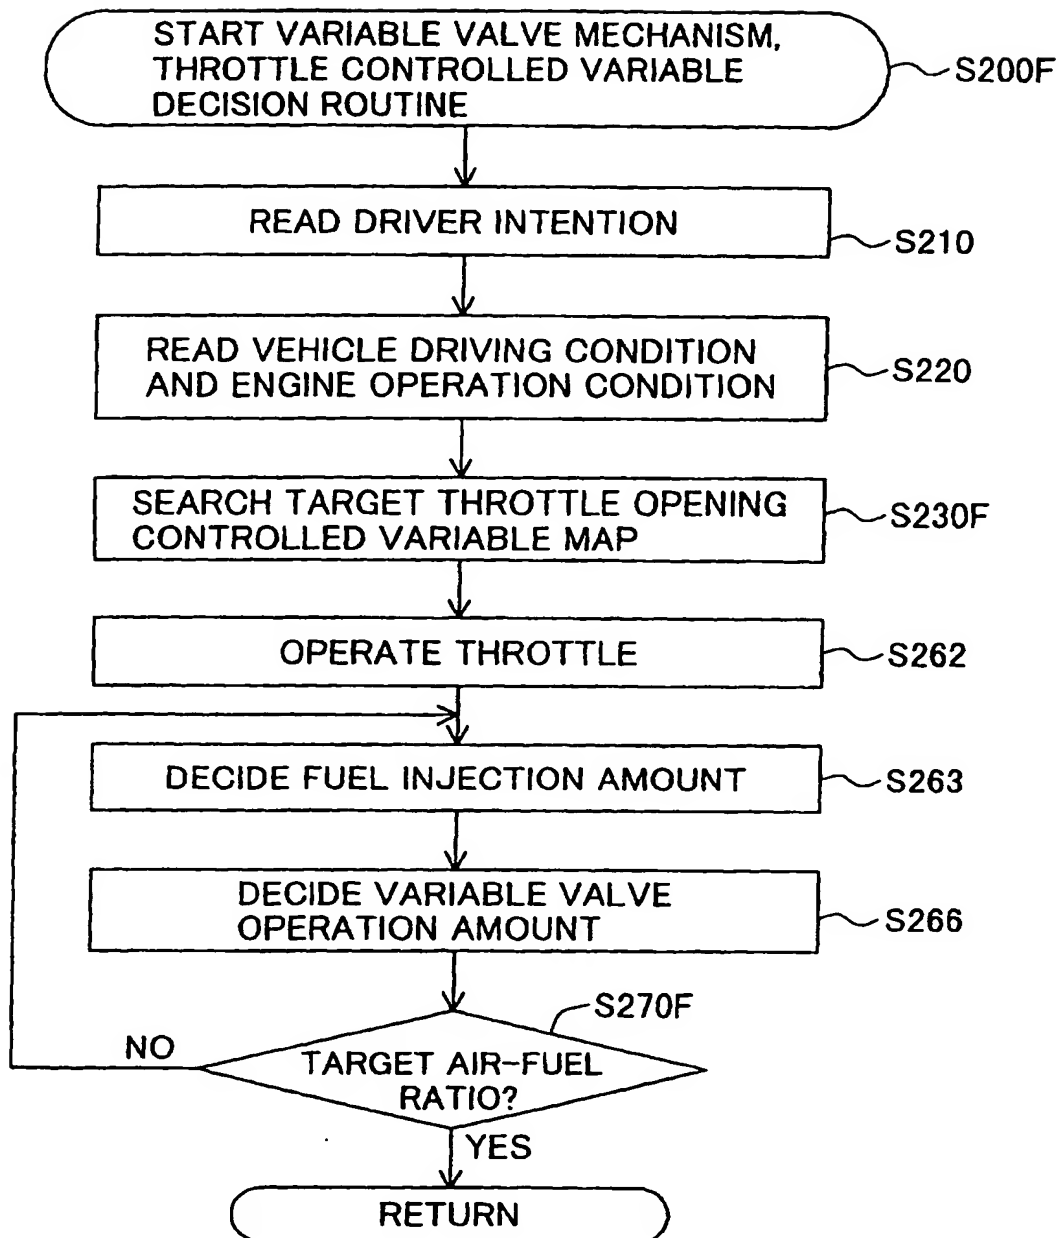 START VARIABLE VALVE MECHANISM,
THROTTLE CONTROLLED VARIABLE
DECISION ROUTINE
S200F
READ DRIVER INTENTION
S210
READ VEHICLE DRIVING CONDITION
AND ENGINE OPERATION CONDITION
S220
SEARCH TARGET THROTTLE OPENING
CONTROLLED VARIABLE MAP
S230F
OPERATE THROTTLE
S262
DECIDE FUEL INJECTION AMOUNT
S263
DECIDE VARIABLE VALVE
OPERATION AMOUNT
S266
S270F
NO
TARGET AIR-FUEL
RATIO?
YES
RETURN